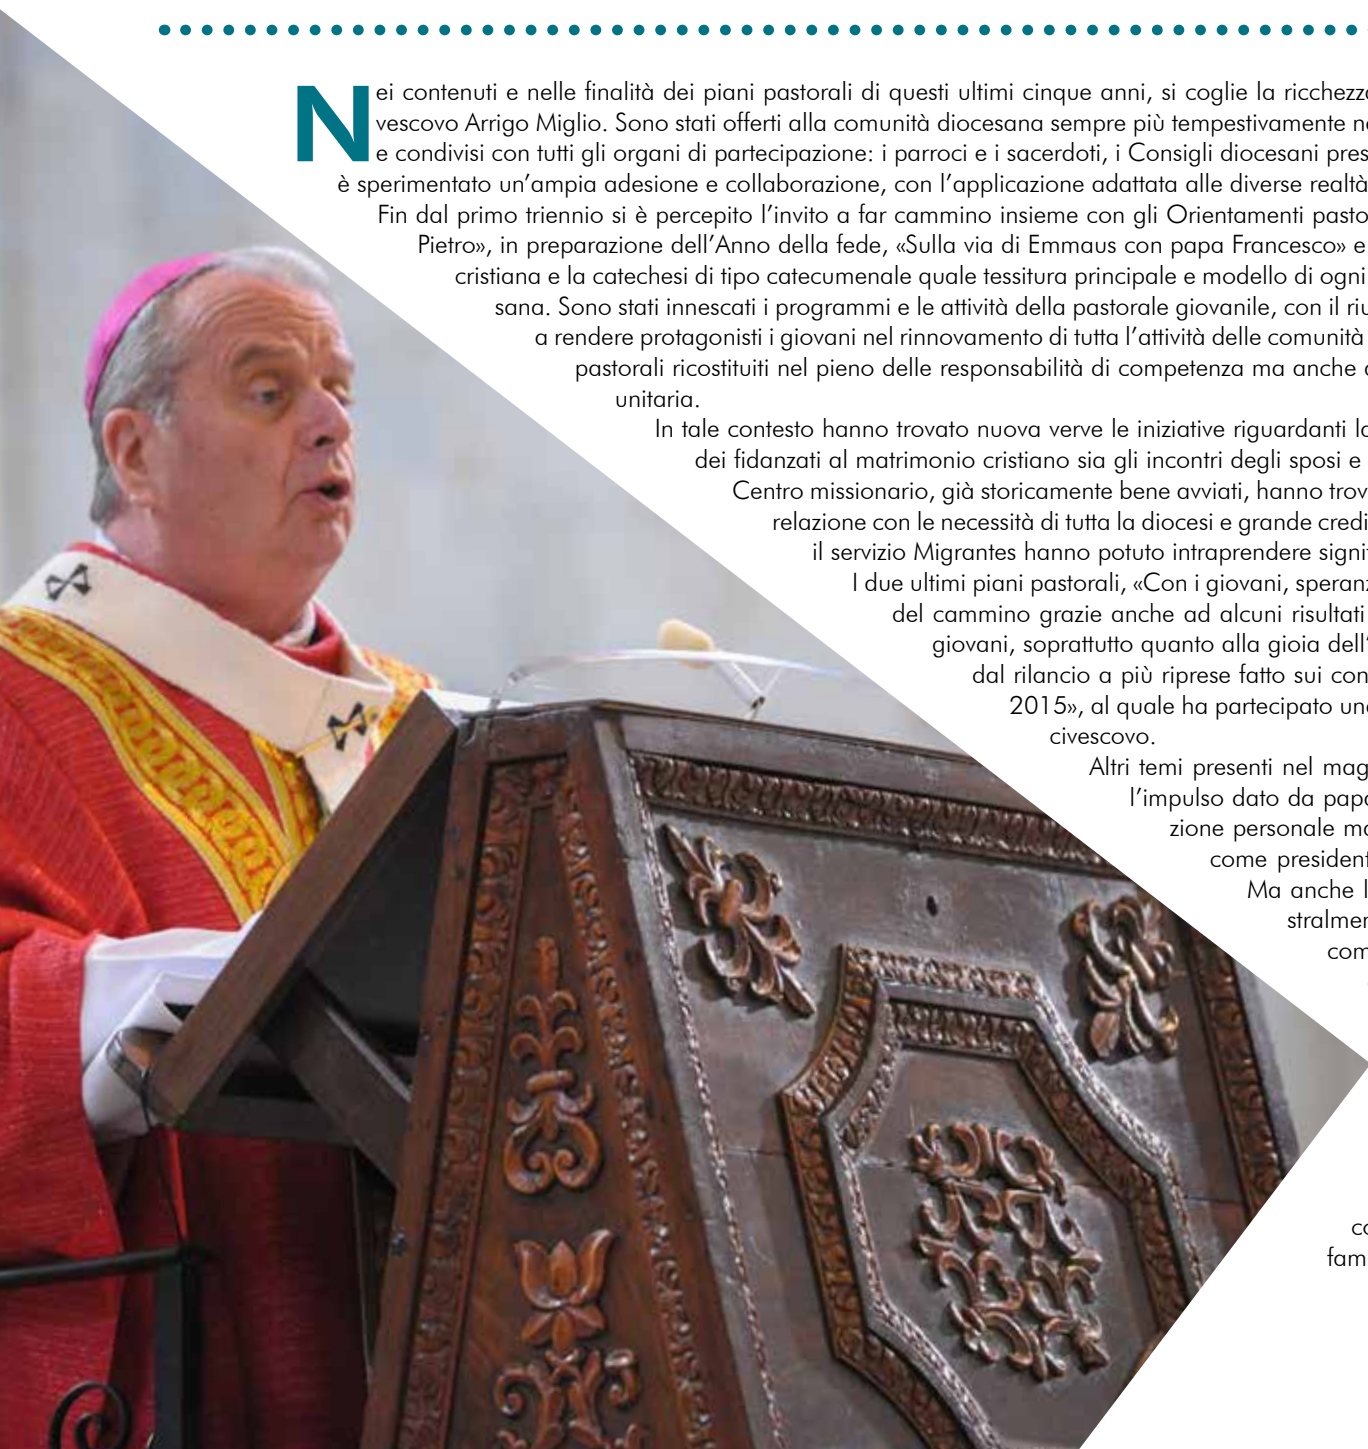 Nei contenuti e nelle finalità dei piani pastorali di questi ultimi cinque anni, si coglie la ricchezza
vescovo Arrigo Miglio. Sono stati offerti alla comunità diocesana sempre più tempestivamente
e condivisi con tutti gli organi di partecipazione: i parroci e i sacerdoti, i Consigli diocesani pres
è sperimentato un’ampia adesione e collaborazione, con l’applicazione adattata alle diverse realtà
Fin dal primo triennio si è percepito l’invito a far cammino insieme con gli Orientamenti pasto
Pietro», in preparazione dell’Anno della fede, «Sulla via di Emmaus con papa Francesco» e
cristiana e la catechesi di tipo catecumenale quale tessitura principale e modello di ogni
sana. Sono stati innescati i programmi e le attività della pastorale giovanile, con il riu
a rendere protagonisti i giovani nel rinnovamento di tutta l’attività delle comunità
pastorali ricostituiti nel pieno delle responsabilità di competenza ma anche
unitaria.
In tale contesto hanno trovato nuova verve le iniziative riguardanti la
dei fidanzati al matrimonio cristiano sia gli incontri degli sposi e
Centro missionario, già storicamente bene avviati, hanno trov
relazione con le necessità di tutta la diocesi e grande credi
il servizio Migrantes hanno potuto intraprendere signi
I due ultimi piani pastorali, «Con i giovani, speranz
del cammino grazie anche ad alcuni risultati
giovani, soprattutto quanto alla gioia dell’
dal rilancio a più riprese fatto sui con
2015», al quale ha partecipato una
civescovo.
Altri temi presenti nel mag
l’impulso dato da papa
zione personale ma
come president
Ma anche l
stralmen
com
co
fam